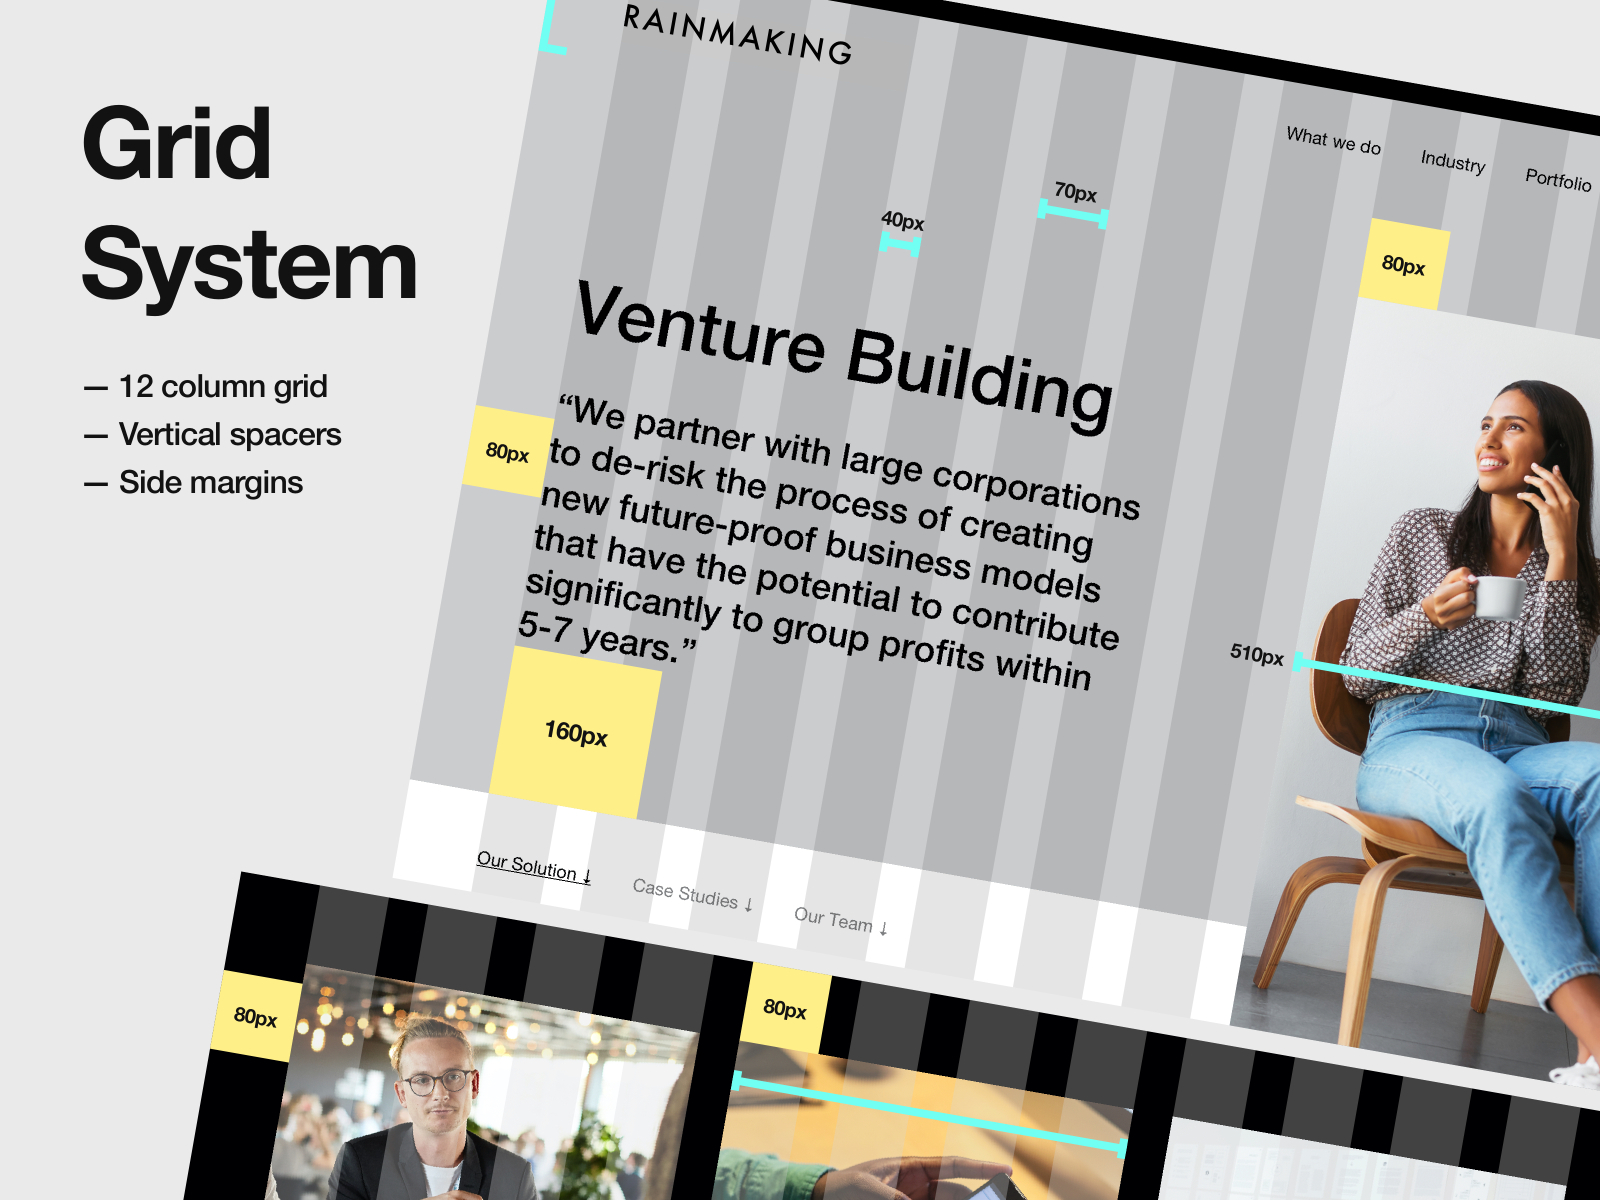 Grid
System
— 12 column grid
— Vertical spacers
— Side margins
RAINMAKING
What we do
Industry
Portfolio
40px
70px
80px
Venture Building
“We partner with large corporations
to de-risk the process of creating
new future-proof business models
that have the potential to contribute
significantly to group profits within
5-7 years.”
80px
510px
160px
Our Solution ↓
Case Studies ↓
Our Team ↓
80px
80px